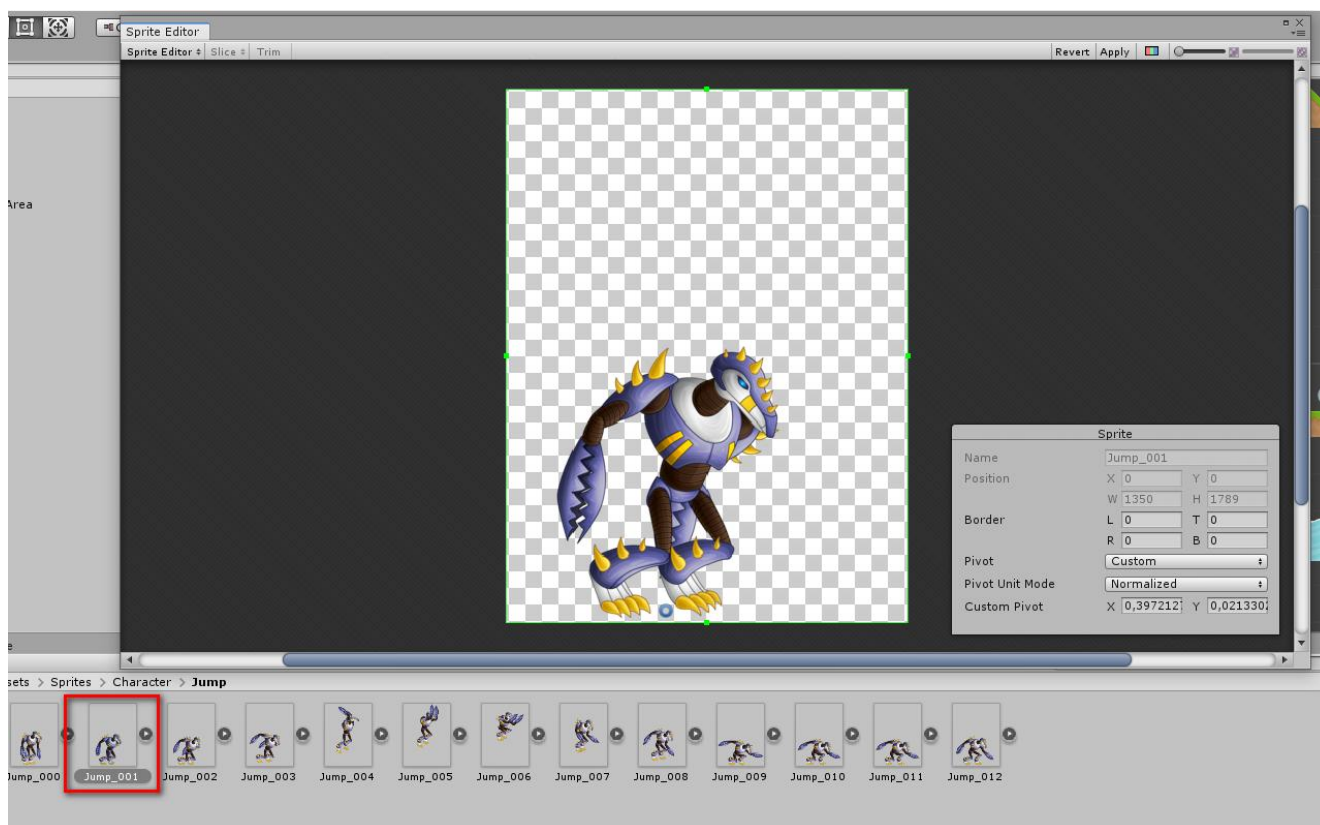 Sprite Editor
Sprite Editor Slice Trim Revert Apply
Area
Sprite
Name Jump_001
Position X 0 Y 0
W 1350 H 1789
Border L 0 T 0
R 0 B 0
Pivot Custom
Pivot Unit Mode Normalized
Custom Pivot X 0,397212 Y 0,021330
sets > Sprites > Character > Jump
Jump_000 Jump_001 Jump_002 Jump_003 Jump_004 Jump_005 Jump_006 Jump_007 Jump_008 Jump_009 Jump_010 Jump_011 Jump_012